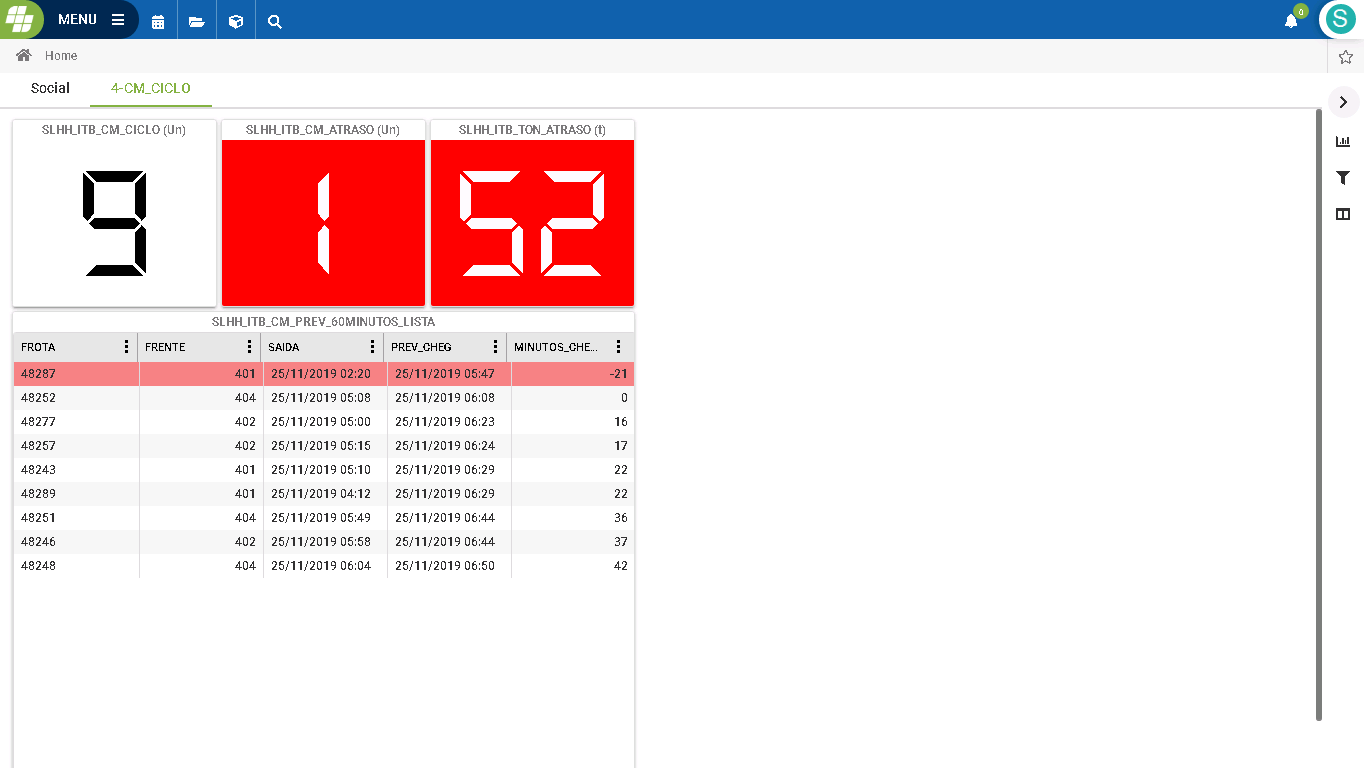 MENU
0
S
Home
Social 4-CM_CICLO
SLHH_ITB_CM_CICLO (Un) SLHH_ITB_CM_ATRASO (Un) SLHH_ITB_TON_ATRASO (t)
9 1 52
SLHH_ITB_CM_PREV_60MINUTOS_LISTA
FROTA FRENTE SAIDA PREV_CHEG MINUTOS_CHE...
48287 401 25/11/2019 02:20 25/11/2019 05:47 -21
48252 404 25/11/2019 05:08 25/11/2019 06:08 0
48277 402 25/11/2019 05:00 25/11/2019 06:23 16
48257 402 25/11/2019 05:15 25/11/2019 06:24 17
48243 401 25/11/2019 05:10 25/11/2019 06:29 22
48289 401 25/11/2019 04:12 25/11/2019 06:29 22
48251 404 25/11/2019 05:49 25/11/2019 06:44 36
48246 402 25/11/2019 05:58 25/11/2019 06:44 37
48248 404 25/11/2019 06:04 25/11/2019 06:50 42